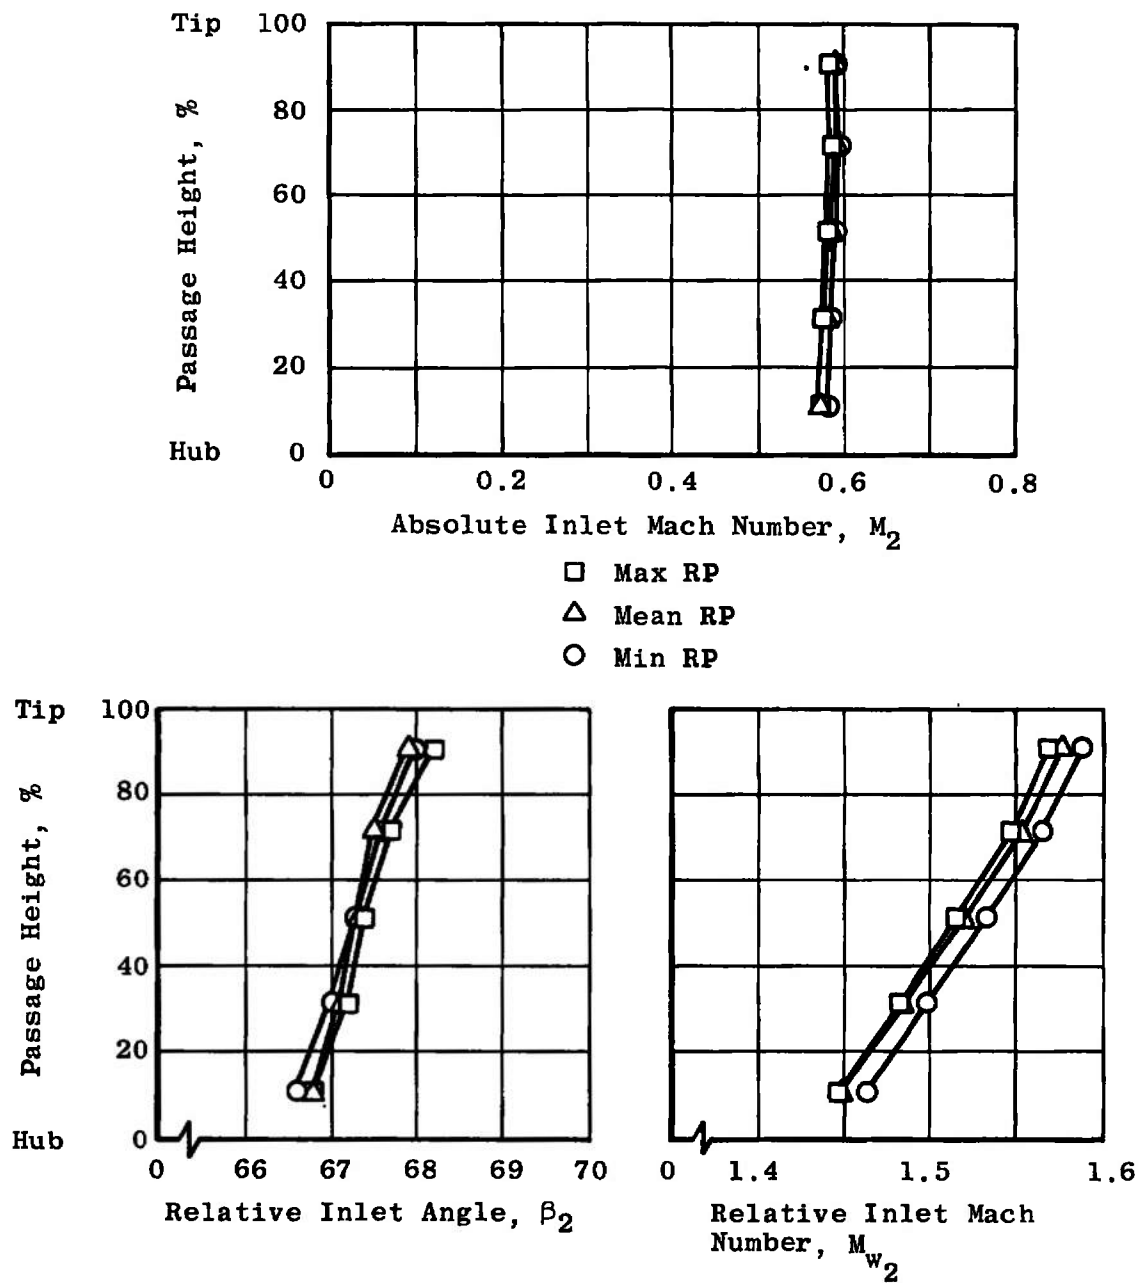 Tip 100
80
60
40
20
Hub 0
Passage Height, %
0 0.2 0.4 0.6 0.8
Absolute Inlet Mach Number, M2
□ Max RP
△ Mean RP
○ Min RP
Tip 100
80
60
40
20
Hub 0
Passage Height, %
0 66 67 68 69 70
Relative Inlet Angle, β2
0 1.4 1.5 1.6
Relative Inlet Mach
Number, Mw2